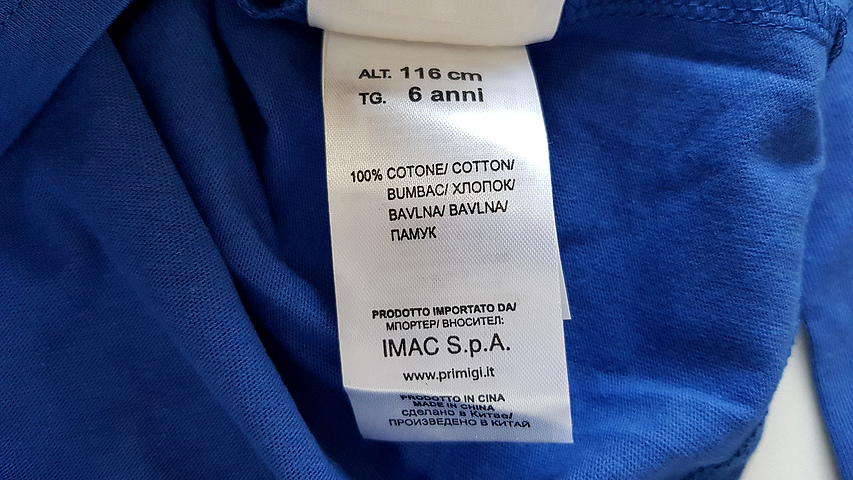 ALT. 116 cm
TG. 6 anni
100% COTONE/ COTTON/
BUMBAC/ ХЛОПОК/
BAVLNA/ BAVLNA/
ПАМУК
PRODOTTO IMPORTATO DA/
МПОРТЕР/ ВНОСИТЕЛ:
IMAC S.p.A.
www.primigi.it
PRODOTTO IN CINA
MADE IN CHINA
сделано в Китае/
ПРОИЗВЕДЕНО В КИТАЙ